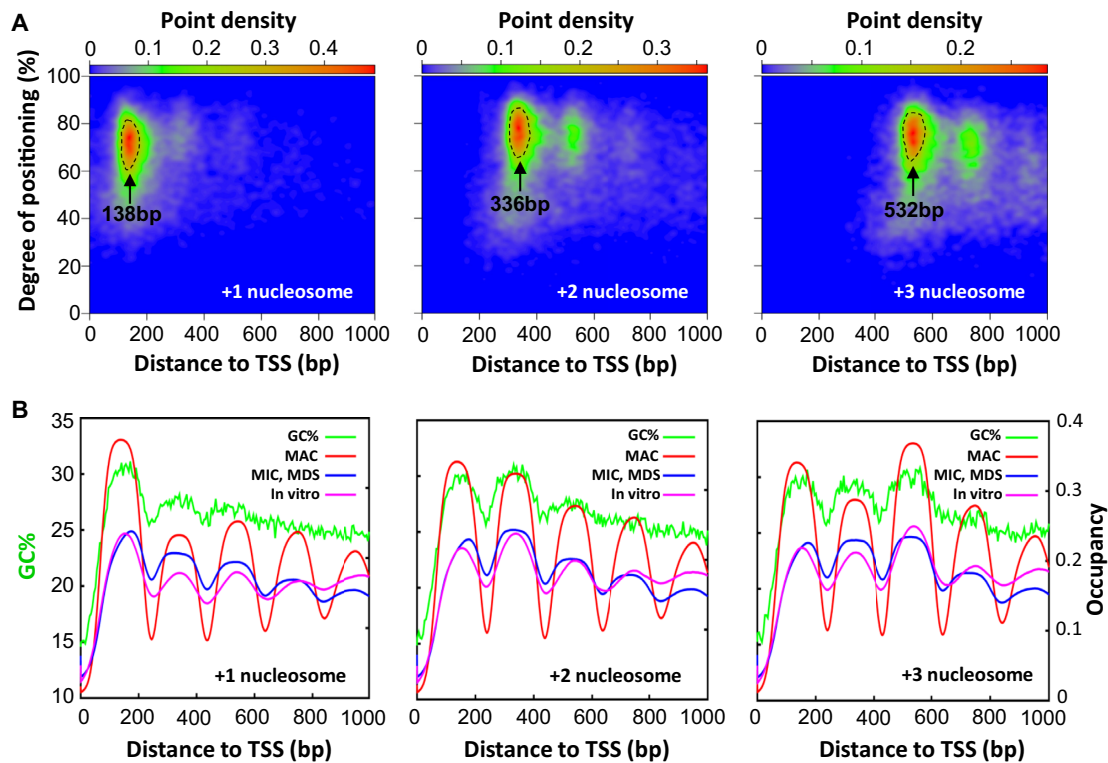 A
Point density
Point density
Point density
0 0.1 0.2 0.3 0.4
0 0.1 0.2 0.3
0 0.1 0.2
Degree of positioning (%)
100
80
60
40
20
0
138bp
336bp
532bp
+1 nucleosome
+2 nucleosome
+3 nucleosome
0 200 400 600 800 1000
0 200 400 600 800 1000
0 200 400 600 800 1000
Distance to TSS (bp)
Distance to TSS (bp)
Distance to TSS (bp)
B
GC%
35
30
25
20
15
10
GC%
MAC
MIC, MDS
In vitro
+1 nucleosome
GC%
MAC
MIC, MDS
In vitro
+2 nucleosome
GC%
MAC
MIC, MDS
In vitro
+3 nucleosome
0.4
0.3
0.2
0.1
0
Occupancy
0 200 400 600 800 1000
0 200 400 600 800 1000
0 200 400 600 800 1000
Distance to TSS (bp)
Distance to TSS (bp)
Distance to TSS (bp)